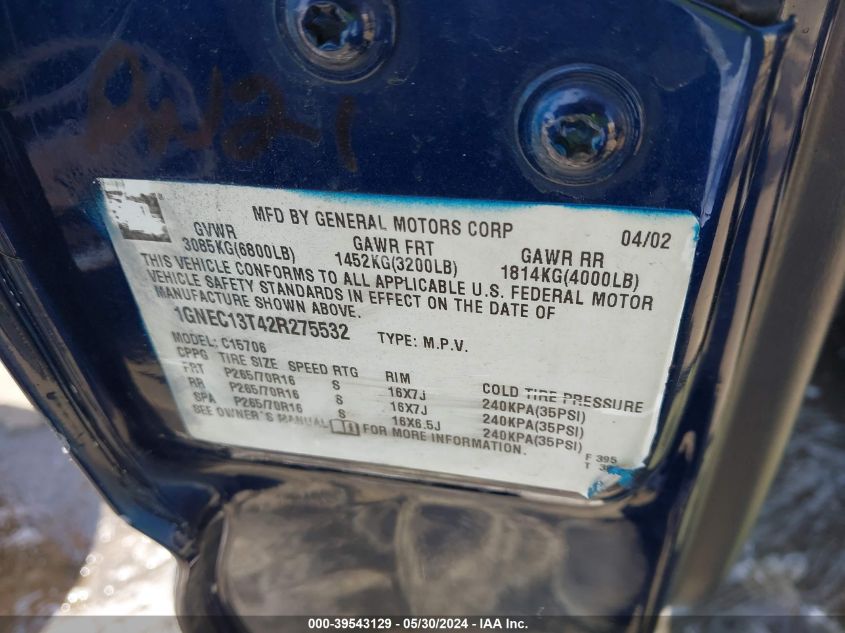 MFD BY GENERAL MOTORS CORP 04/02
GVWR GAWR FRT GAWR RR
3085KG(6800LB) 1452KG(3200LB) 1814KG(4000LB)
THIS VEHICLE CONFORMS TO ALL APPLICABLE U.S. FEDERAL MOTOR
VEHICLE SAFETY STANDARDS IN EFFECT ON THE DATE OF
MANUFACTURE SHOWN ABOVE.
1GNEC13T42R275532 TYPE: M.P.V.
MODEL: C15706
CPPG TIRE SIZE SPEED RTG RIM COLD TIRE PRESSURE
FRT P265/70R16 S 16X7J 240KPA(35PSI)
RR P265/70R16 S 16X7J 240KPA(35PSI)
SPA P265/70R16 S 16X6.5J 240KPA(35PSI)
SEE OWNER'S MANUAL FOR MORE INFORMATION.
F 395
T
000-39543129 - 05/30/2024 - IAA Inc.